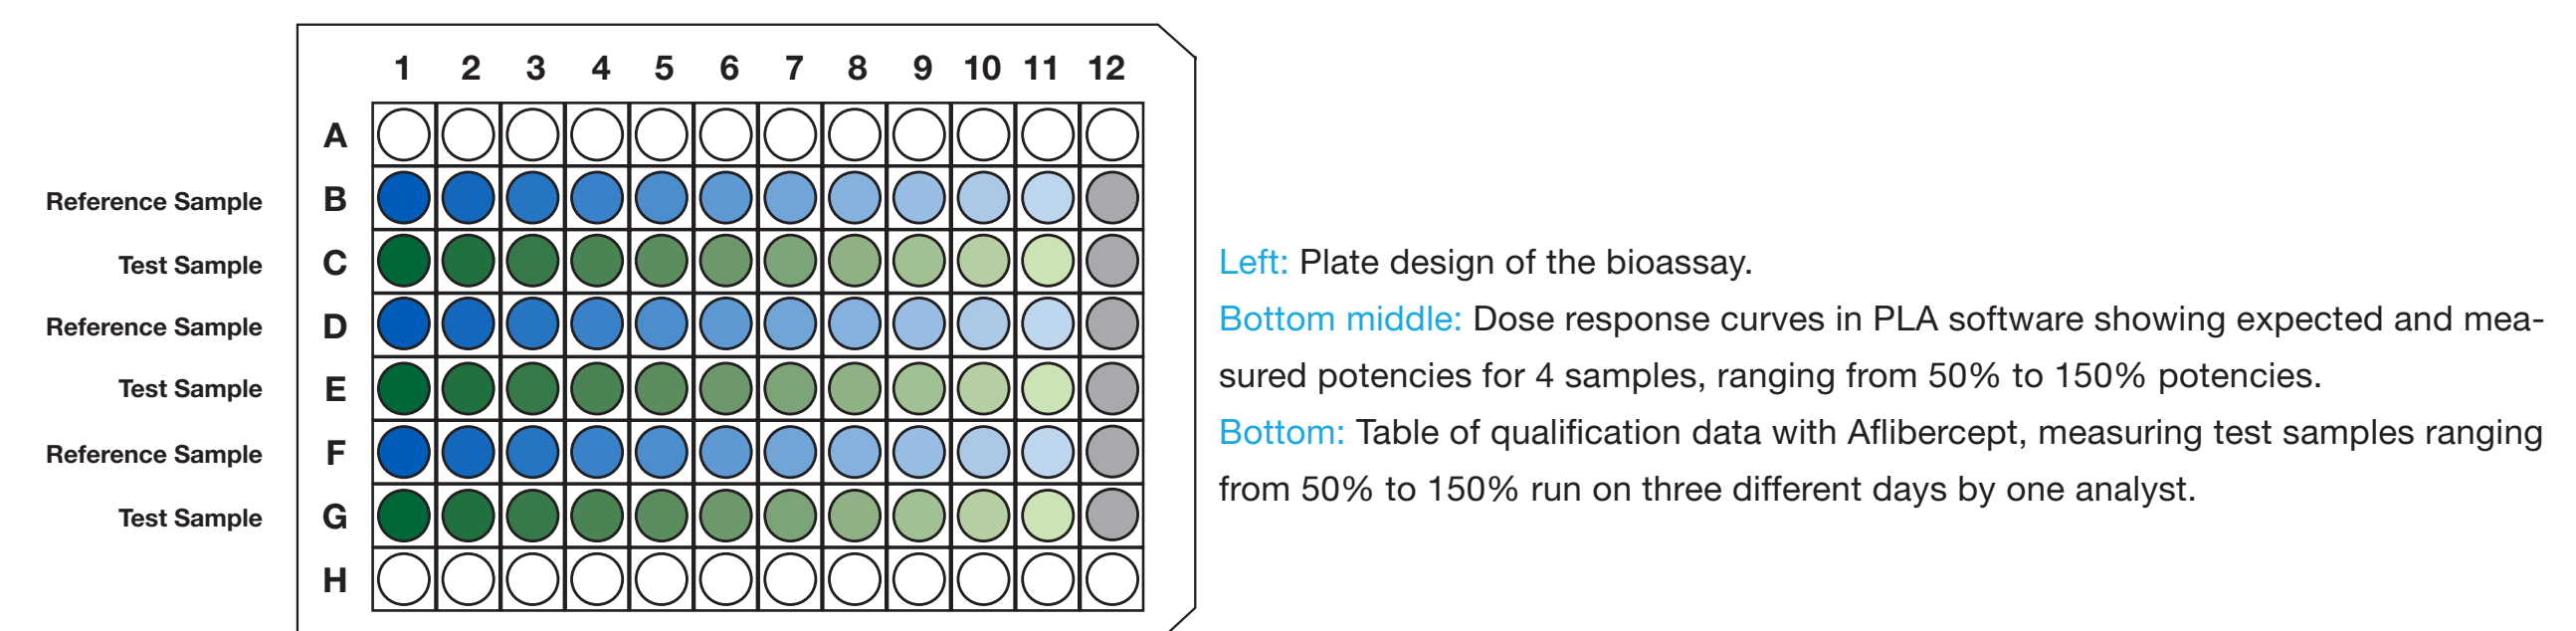 1 2 3 4 5 6 7 8 9 10 11 12
A
Reference Sample B
Test Sample C
Reference Sample D
Test Sample E
Reference Sample F
Test Sample G
H
Left: Plate design of the bioassay.
Bottom middle: Dose response curves in PLA software showing expected and mea-
sured potencies for 4 samples, ranging from 50% to 150% potencies.
Bottom: Table of qualification data with Aflibercept, measuring test samples ranging
from 50% to 150% run on three different days by one analyst.